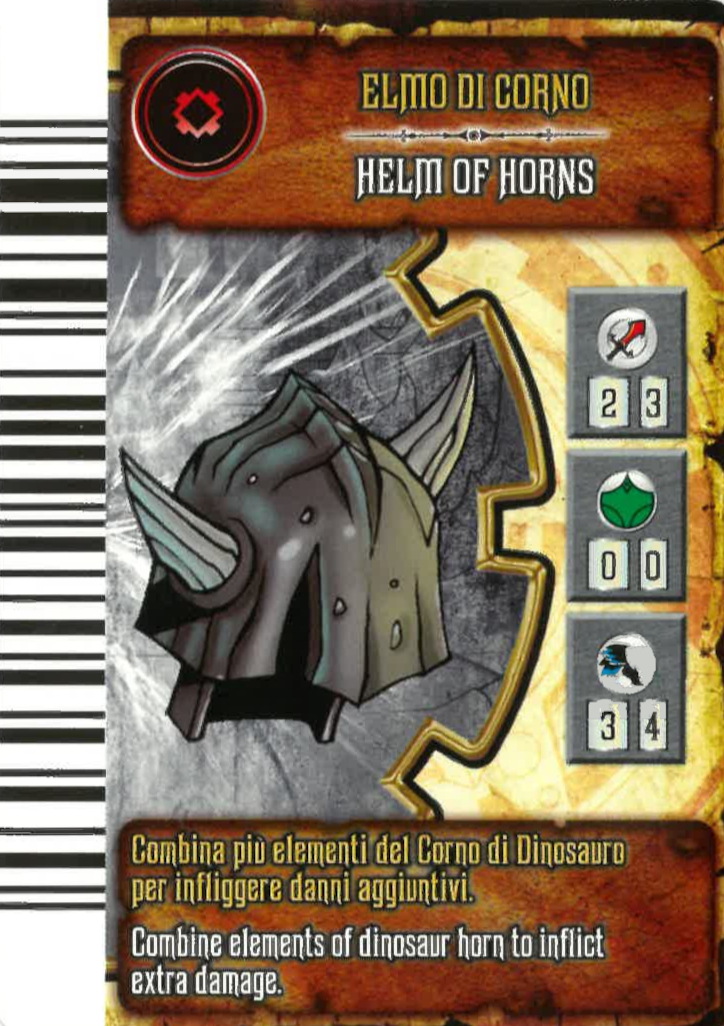 ELMO DI CORNO
HELM OF HORNS
2 3
0 0
3 4
Combina più elementi del Corno di Dinosauro
per infliggere danni aggiuntivi.
Combine elements of dinosaur horn to inflict
extra damage.